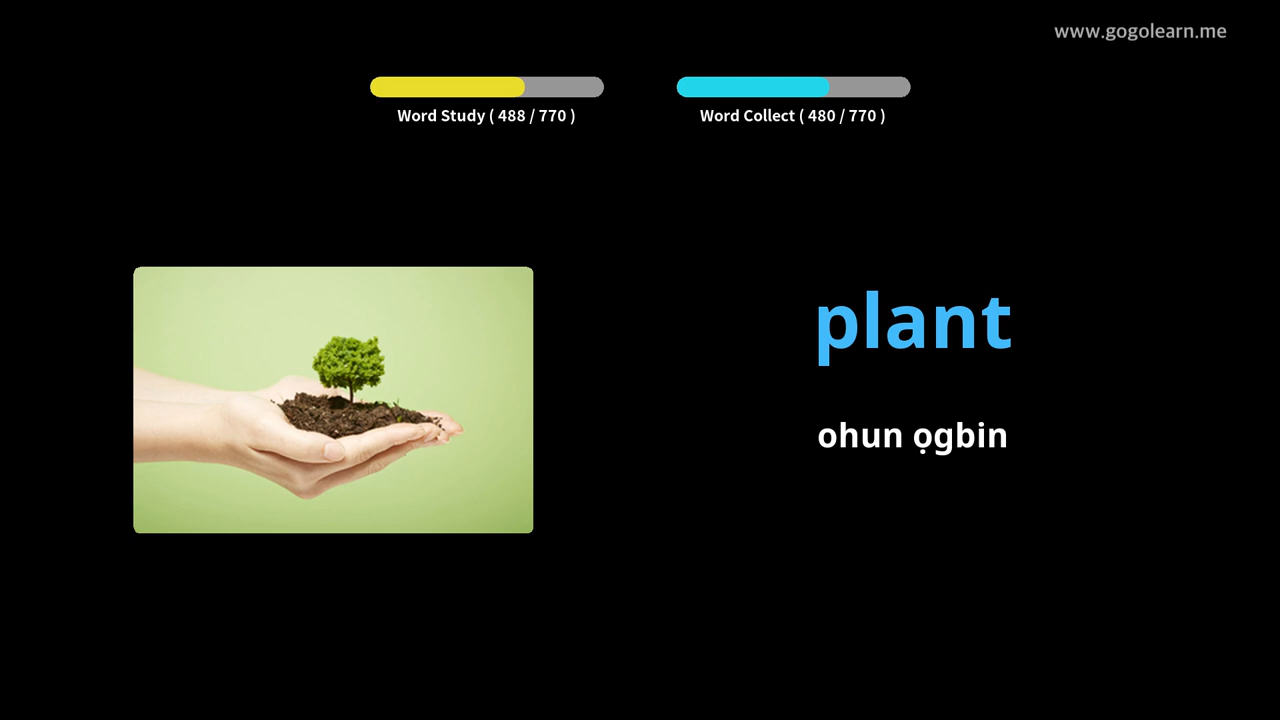 www.gogolearn.me
Word Study ( 488 / 770 )
Word Collect ( 480 / 770 )
plant
ohun ọgbin